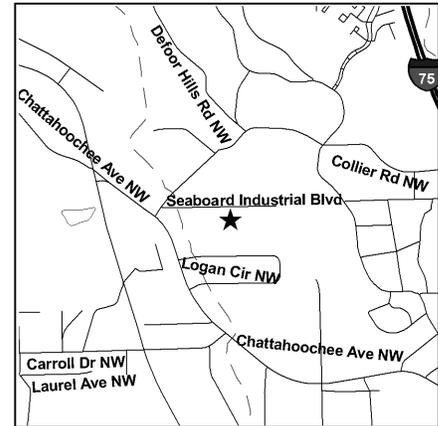 75
Defoor Hills Rd NW
Chattahoochee Ave NW
Collier Rd NW
Seaboard Industrial Blvd
Logan Cir NW
Chattahoochee Ave NW
Carroll Dr NW
Laurel Ave NW